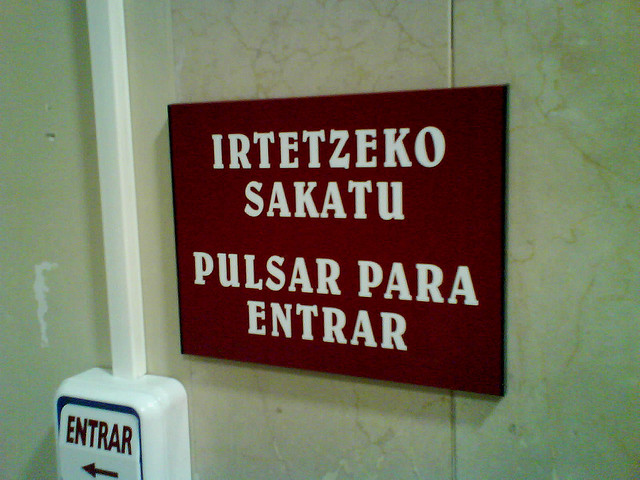 IRTETZEKO
SAKATU
PULSAR PARA
ENTRAR
ENTRAR